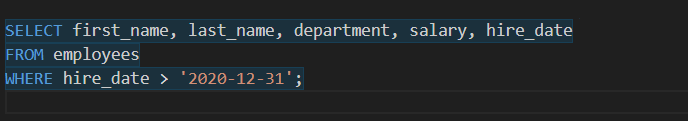 SELECT first_name, last_name, department, salary, hire_date
FROM employees
WHERE hire_date > '2020-12-31';